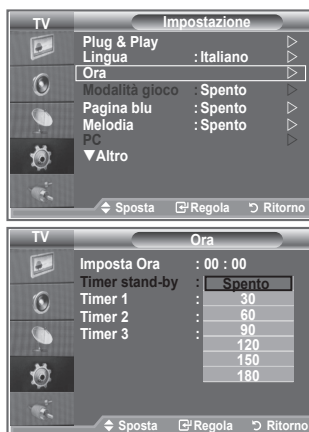 TV Impostazione
Plug & Play
Lingua : Italiano
Ora
Modalità gioco : Spento
Pagina blu : Spento
Melodia : Spento
PC
▼Altro
Sposta Regola Ritorno
TV Ora
Imposta Ora : 00 : 00
Timer stand-by : Spento
Timer 1 : 30
Timer 2 : 60
Timer 3 : 90
120
150
180
Sposta Regola Ritorno